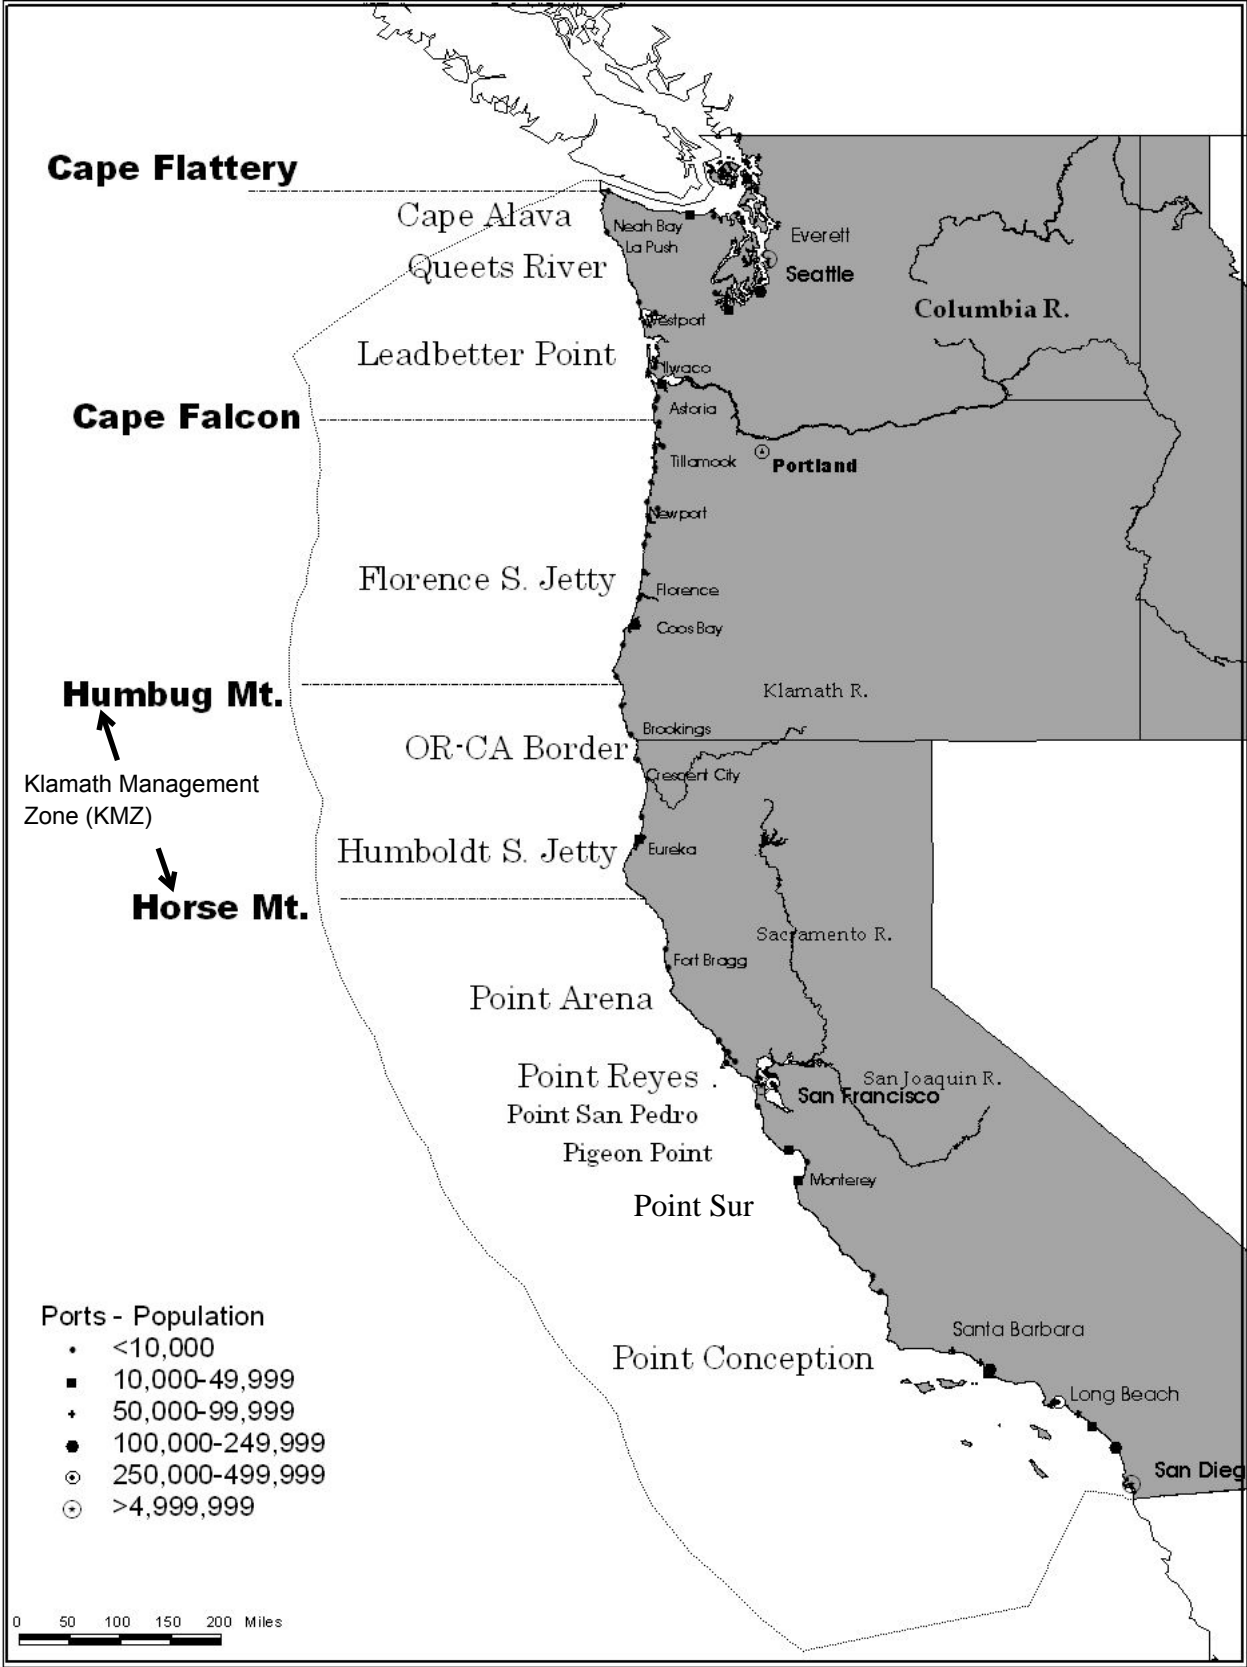 Cape Flattery
Cape Alava
Neah Bay
Everett
La Push
Queets River
Seattle
Columbia R.
Westport
Leadbetter Point
Ilwaco
Cape Falcon
Astoria
Tillamook
Portland
Newport
Florence S. Jetty
Florence
Coos Bay
Humbug Mt.
Klamath R.
Brookings
OR-CA Border
Klamath Management
Zone (KMZ)
Crescent City
Humboldt S. Jetty
Eureka
Horse Mt.
Sacramento R.
Fort Bragg
Point Arena
Point Reyes .
San Joaquin R.
San Francisco
Point San Pedro
Pigeon Point
Monterey
Point Sur
Ports - Population
<10,000
10,000-49,999
50,000-99,999
100,000-249,999
250,000-499,999
>4,999,999
Santa Barbara
Point Conception
Long Beach
San Dieg
0 50 100 150 200 Miles